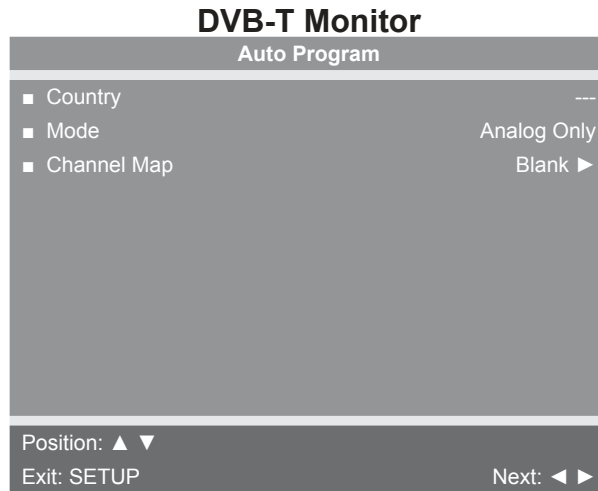 DVB-T Monitor
Auto Program
■ Country ---
■ Mode Analog Only
■ Channel Map Blank ►
Position: ▲ ▼
Exit: SETUP Next: ◄ ►